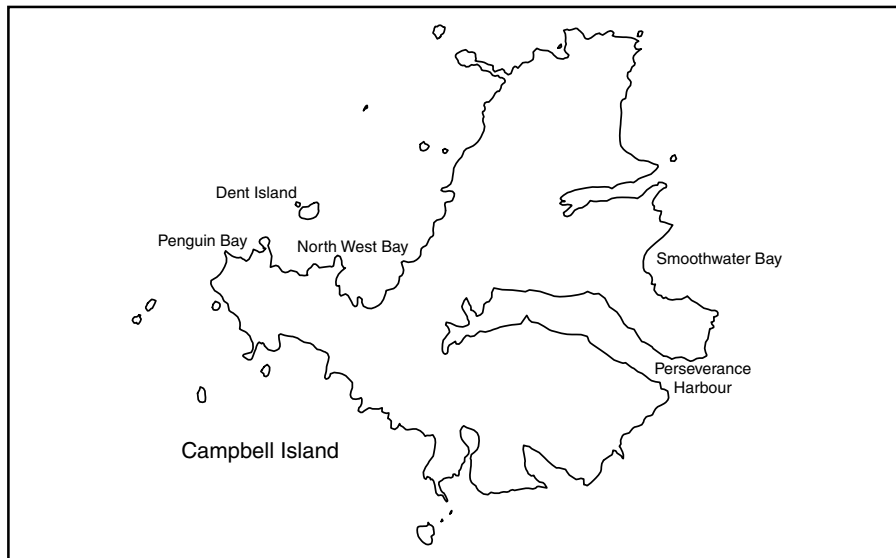 Dent Island
Penguin Bay
North West Bay
Smoothwater Bay
Perseverance
Harbour
Campbell Island